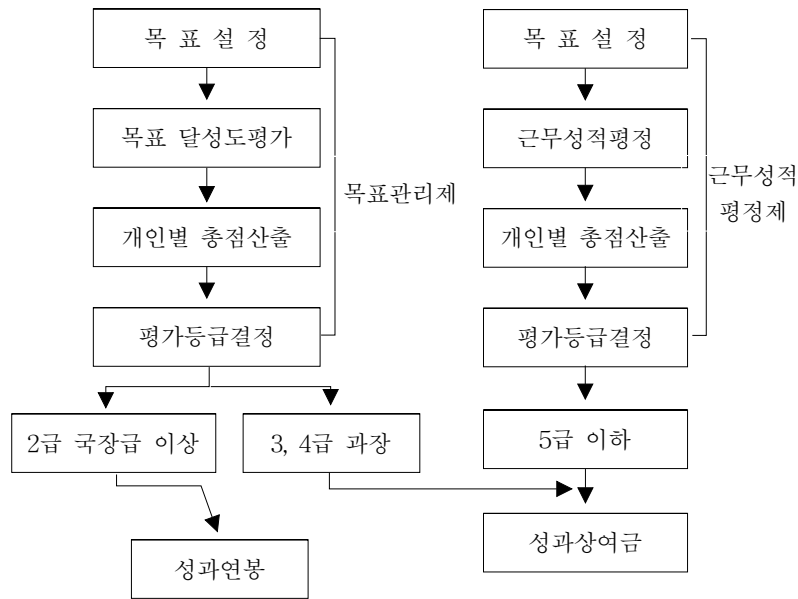 목 표 설 정
목 표 설 정
목표 달성도평가
근무성적평정
목표관리제
근무성적
평정제
개인별 총점산출
개인별 총점산출
평가등급결정
평가등급결정
2급 국장급 이상
3, 4급 과장
5급 이하
성과연봉
성과상여금